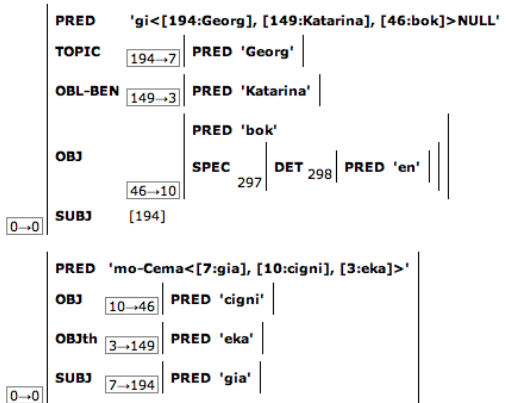 PRED 'gi<[194:Georg], [149:Katarina], [46:bok]>NULL'
TOPIC 194→7 PRED 'Georg'
OBL-BEN 149→3 PRED 'Katarina'
PRED 'bok'
OBJ 46→10 SPEC 297 DET 298 PRED 'en'
0→0 SUBJ [194]
PRED 'mo-Cema<[7:gia], [10:cigni], [3:eka]>'
OBJ 10→46 PRED 'cigni'
OBJth 3→149 PRED 'eka'
SUBJ 7→194 PRED 'gia'
0→0